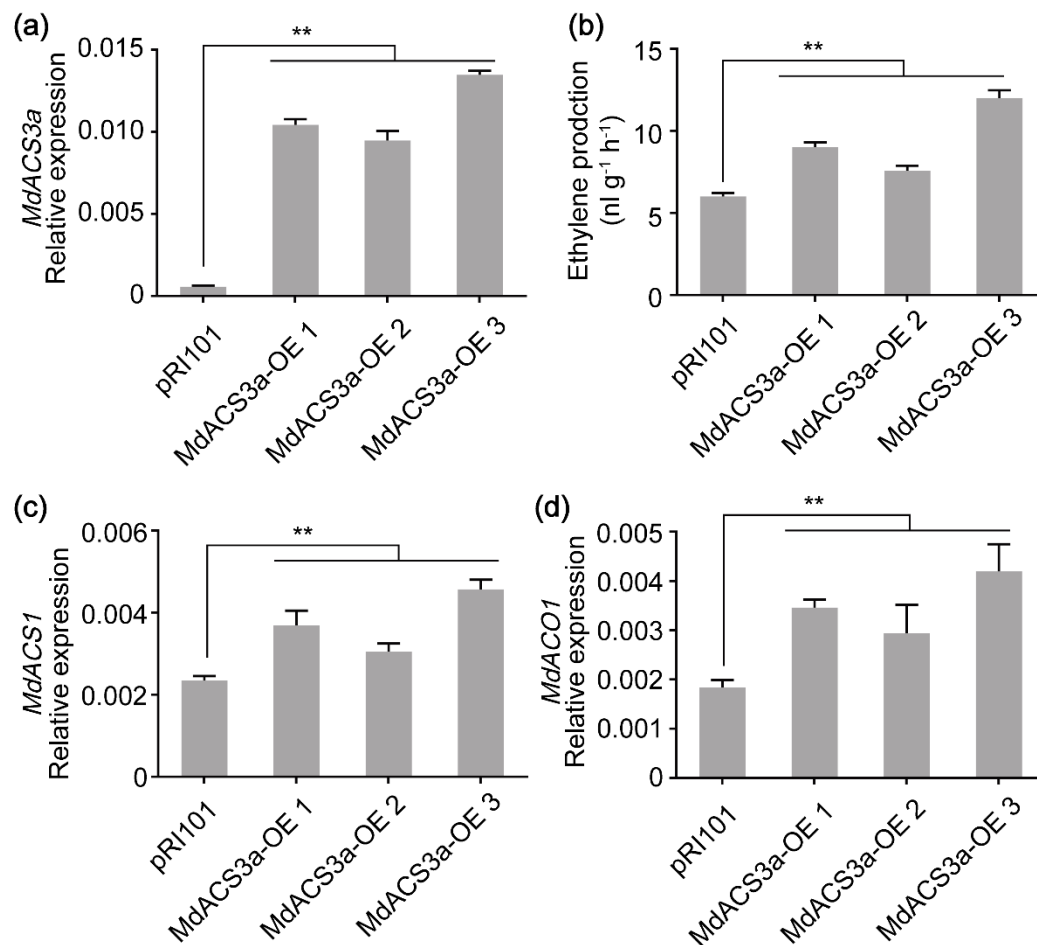 (a)
**
MdACS3a
Relative expression
0.015
0.010
0.005
0
pRI101
MdACS3a-OE 1
MdACS3a-OE 2
MdACS3a-OE 3
(b)
**
Ethylene prodction
(nl g⁻¹ h⁻¹)
15
10
5
0
pRI101
MdACS3a-OE 1
MdACS3a-OE 2
MdACS3a-OE 3
(c)
**
MdACS1
Relative expression
0.006
0.004
0.002
0
pRI101
MdACS3a-OE 1
MdACS3a-OE 2
MdACS3a-OE 3
(d)
**
MdACO1
Relative expression
0.005
0.004
0.003
0.002
0.001
0
pRI101
MdACS3a-OE 1
MdACS3a-OE 2
MdACS3a-OE 3